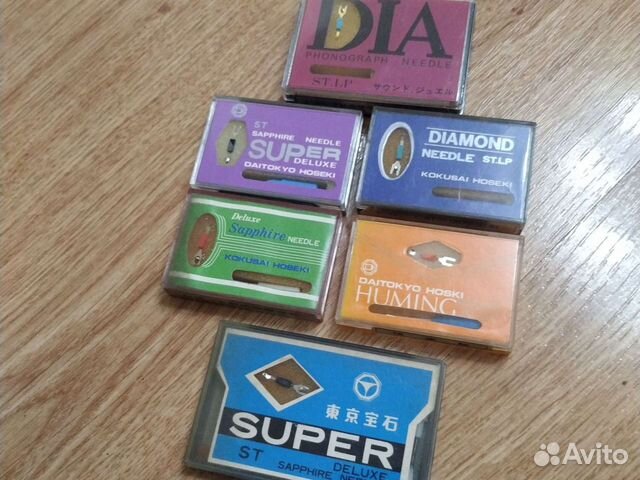 DIA
PHONOGRAPH NEEDLE
ST.LP
サウンド.ジュエル
ST
SAPPHIRE NEEDLE
SUPER
DELUXE
DAITOKYO HOSEKI
DIAMOND
NEEDLE ST.LP
KOKUSAI HOSEKI
Deluxe
Sapphire NEEDLE
KOKUSAI HOSEKI
DAITOKYO HOSKI
HUMING
東京宝石
SUPER
ST DELUXE
SAPPHIRE NEEDLE
Avito